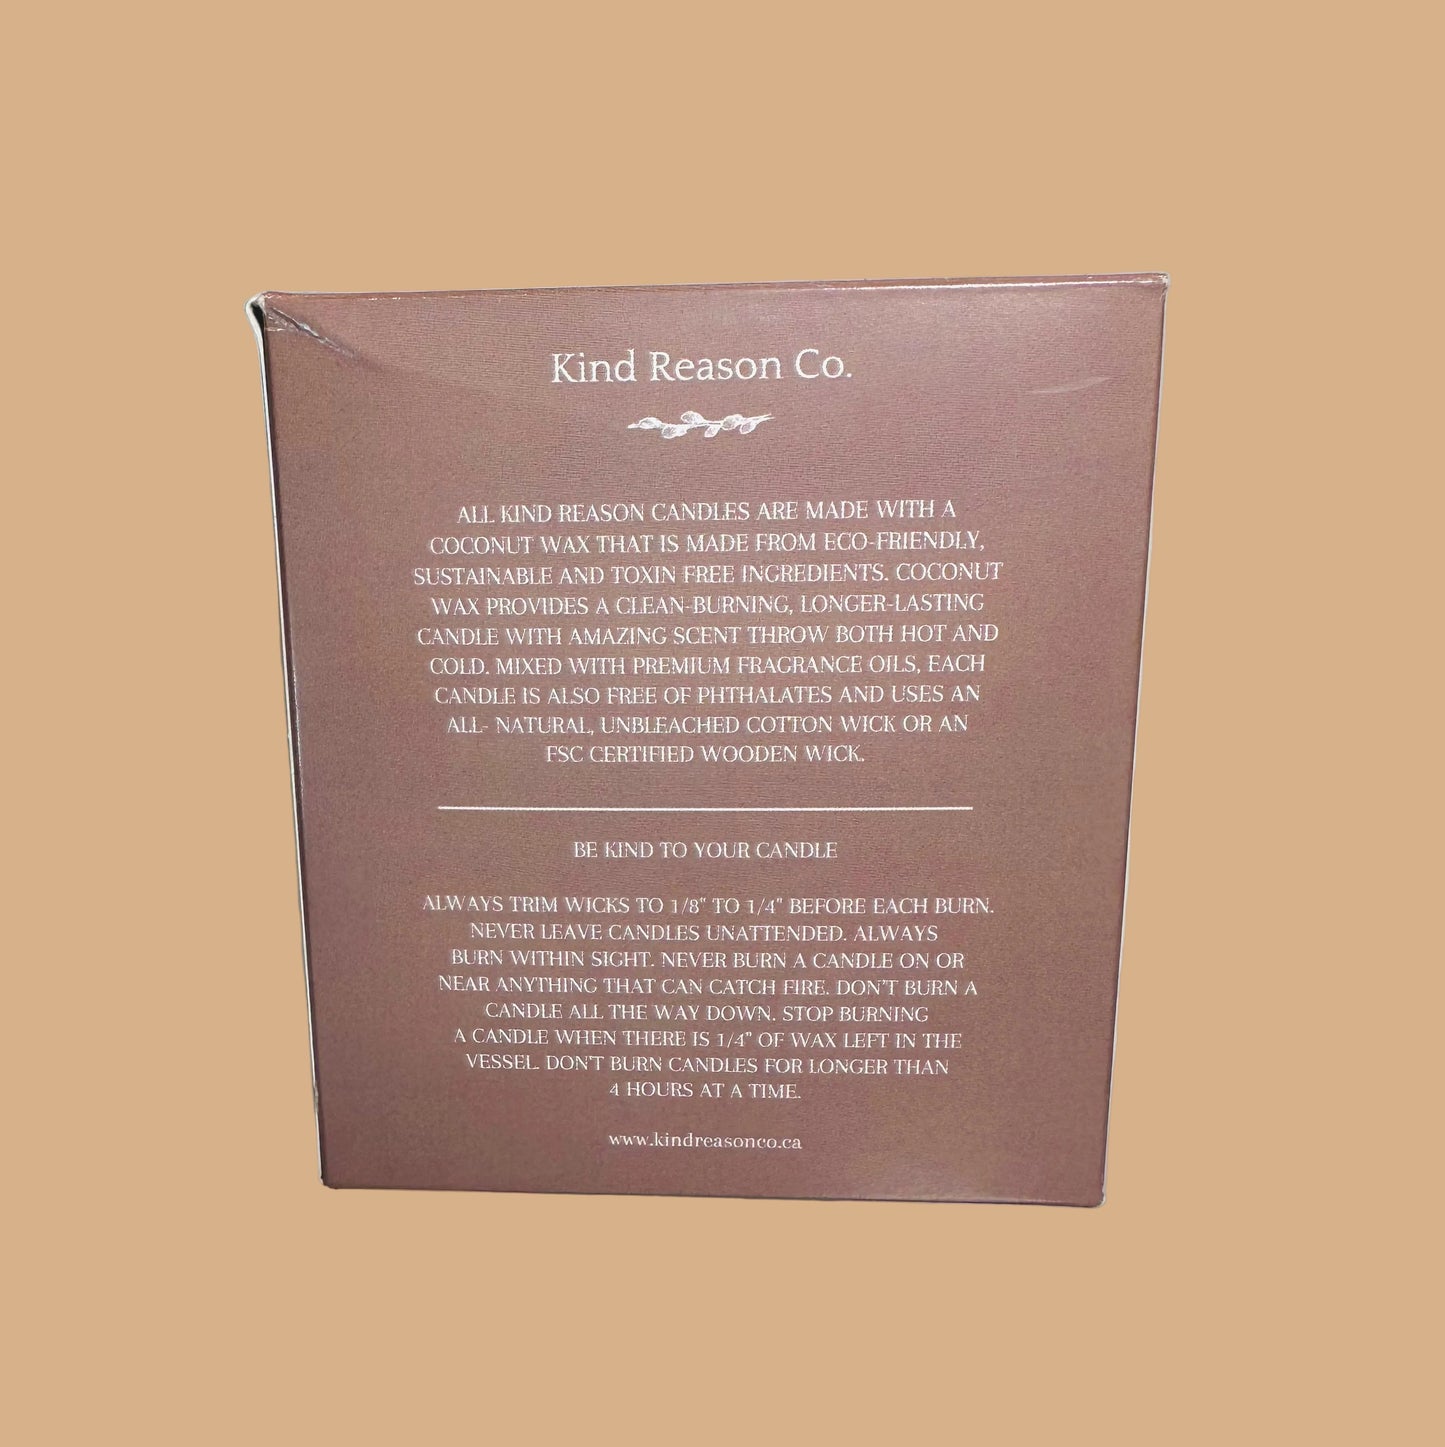 Kind Reason Co.
ALL KIND REASON CANDLES ARE MADE WITH A
COCONUT WAX THAT IS MADE FROM ECO-FRIENDLY,
SUSTAINABLE AND TOXIN FREE INGREDIENTS. COCONUT
WAX PROVIDES A CLEAN-BURNING, LONGER-LASTING
CANDLE WITH AMAZING SCENT THROW BOTH HOT AND
COLD. MIXED WITH PREMIUM FRAGRANCE OILS, EACH
CANDLE IS ALSO FREE OF PHTHALATES AND USES AN
ALL- NATURAL, UNBLEACHED COTTON WICK OR AN
FSC CERTIFIED WOODEN WICK.
BE KIND TO YOUR CANDLE
ALWAYS TRIM WICKS TO 1/8" TO 1/4" BEFORE EACH BURN.
NEVER LEAVE CANDLES UNATTENDED. ALWAYS
BURN WITHIN SIGHT. NEVER BURN A CANDLE ON OR
NEAR ANYTHING THAT CAN CATCH FIRE. DON'T BURN A
CANDLE ALL THE WAY DOWN. STOP BURNING
A CANDLE WHEN THERE IS 1/4" OF WAX LEFT IN THE
VESSEL. DON'T BURN CANDLES FOR LONGER THAN
4 HOURS AT A TIME.
www.kindreasonco.ca